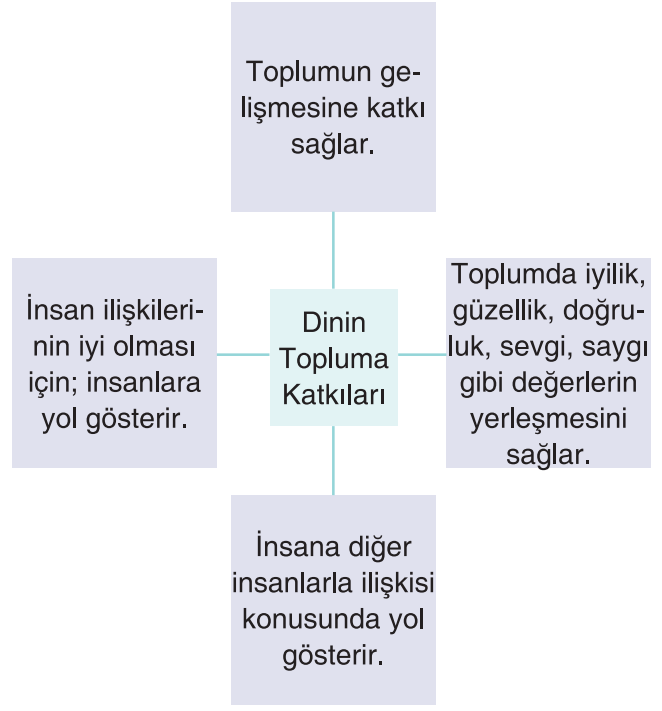 Toplumun ge-
lişmesine katkı
sağlar.
İnsan ilişkileri-
nin iyi olması
için; insanlara
yol gösterir.
Dinin
Topluma
Katkıları
Toplumda iyilik,
güzellik, doğru-
luk, sevgi, saygı
gibi değerlerin
yerleşmesini
sağlar.
İnsana diğer
insanlarla ilişkisi
konusunda yol
gösterir.